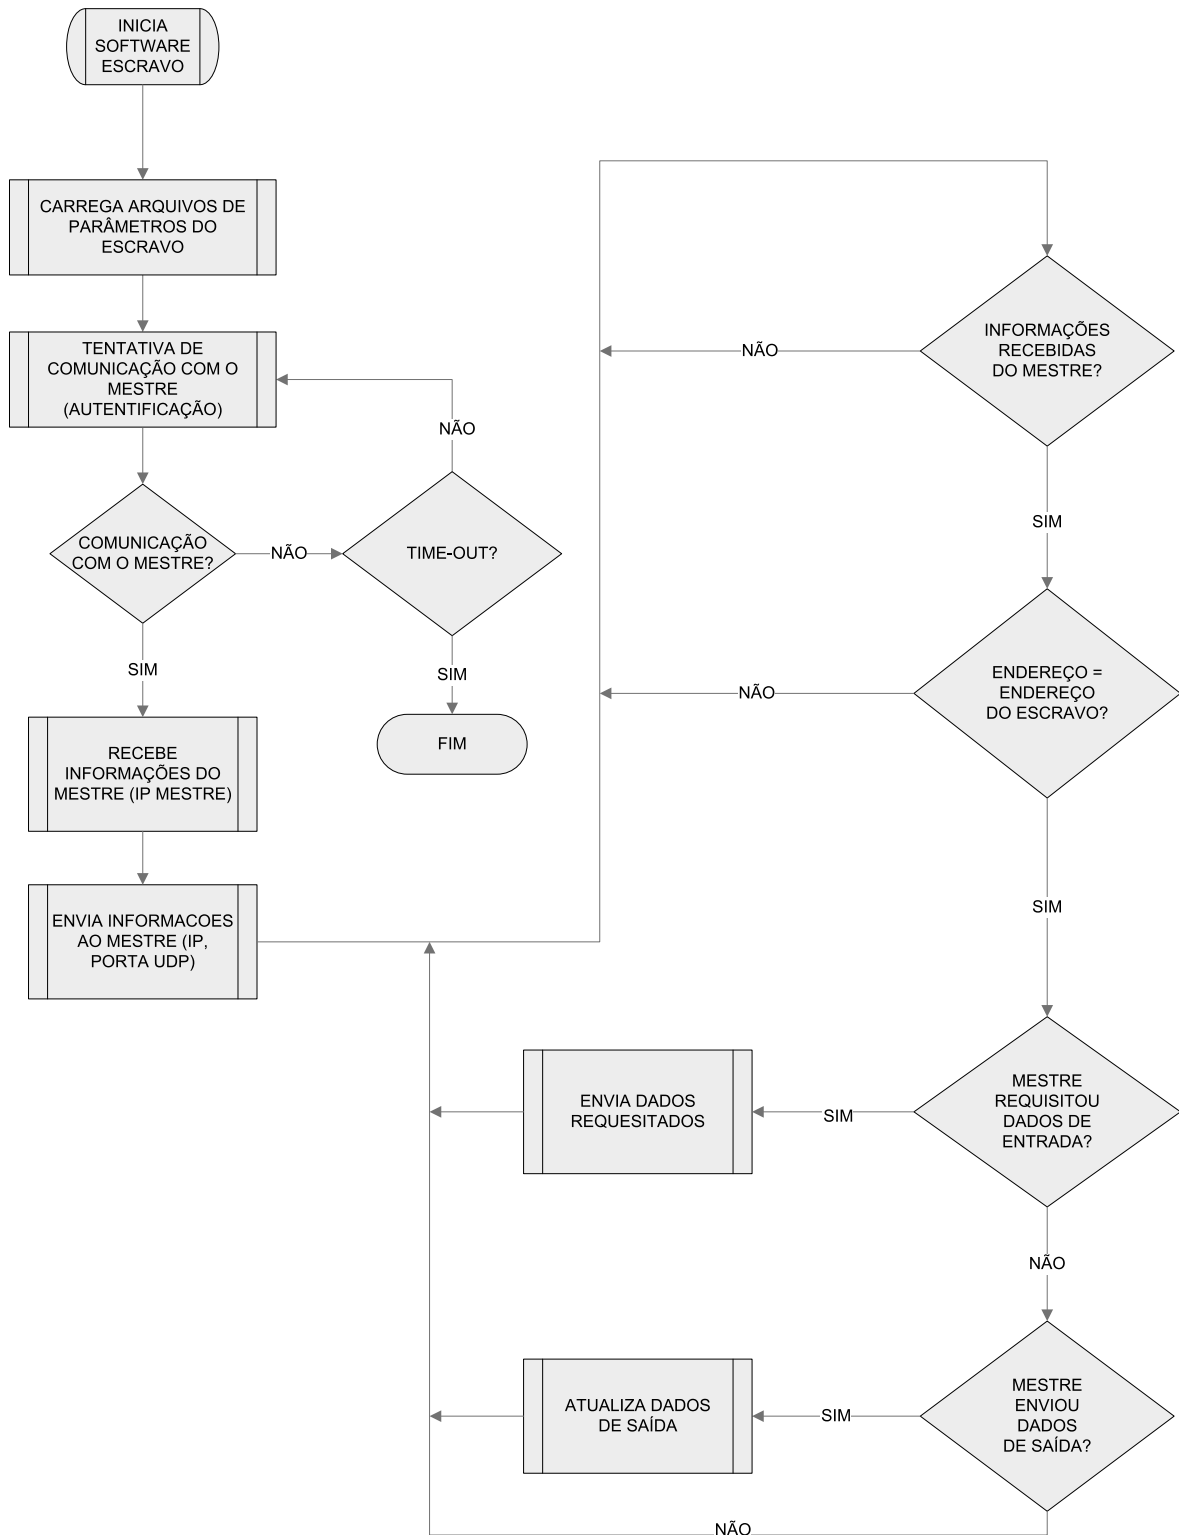 INICIA
SOFTWARE
ESCRAVO
CARREGA ARQUIVOS DE
PARÂMETROS DO
ESCRAVO
TENTATIVA DE
COMUNICAÇÃO COM O
MESTRE
(AUTENTIFICAÇÃO)
NÃO
COMUNICAÇÃO
COM O MESTRE?
NÃO
TIME-OUT?
SIM
SIM
FIM
RECEBE
INFORMAÇÕES DO
MESTRE (IP MESTRE)
ENVIA INFORMACOES
AO MESTRE (IP,
PORTA UDP)
INFORMAÇÕES
RECEBIDAS
DO MESTRE?
NÃO
SIM
ENDEREÇO =
ENDEREÇO
DO ESCRAVO?
NÃO
SIM
MESTRE
REQUISITOU
DADOS DE
ENTRADA?
SIM
ENVIA DADOS
REQUESITADOS
NÃO
MESTRE
ENVIOU
DADOS
DE SAÍDA?
SIM
ATUALIZA DADOS
DE SAÍDA
NÃO